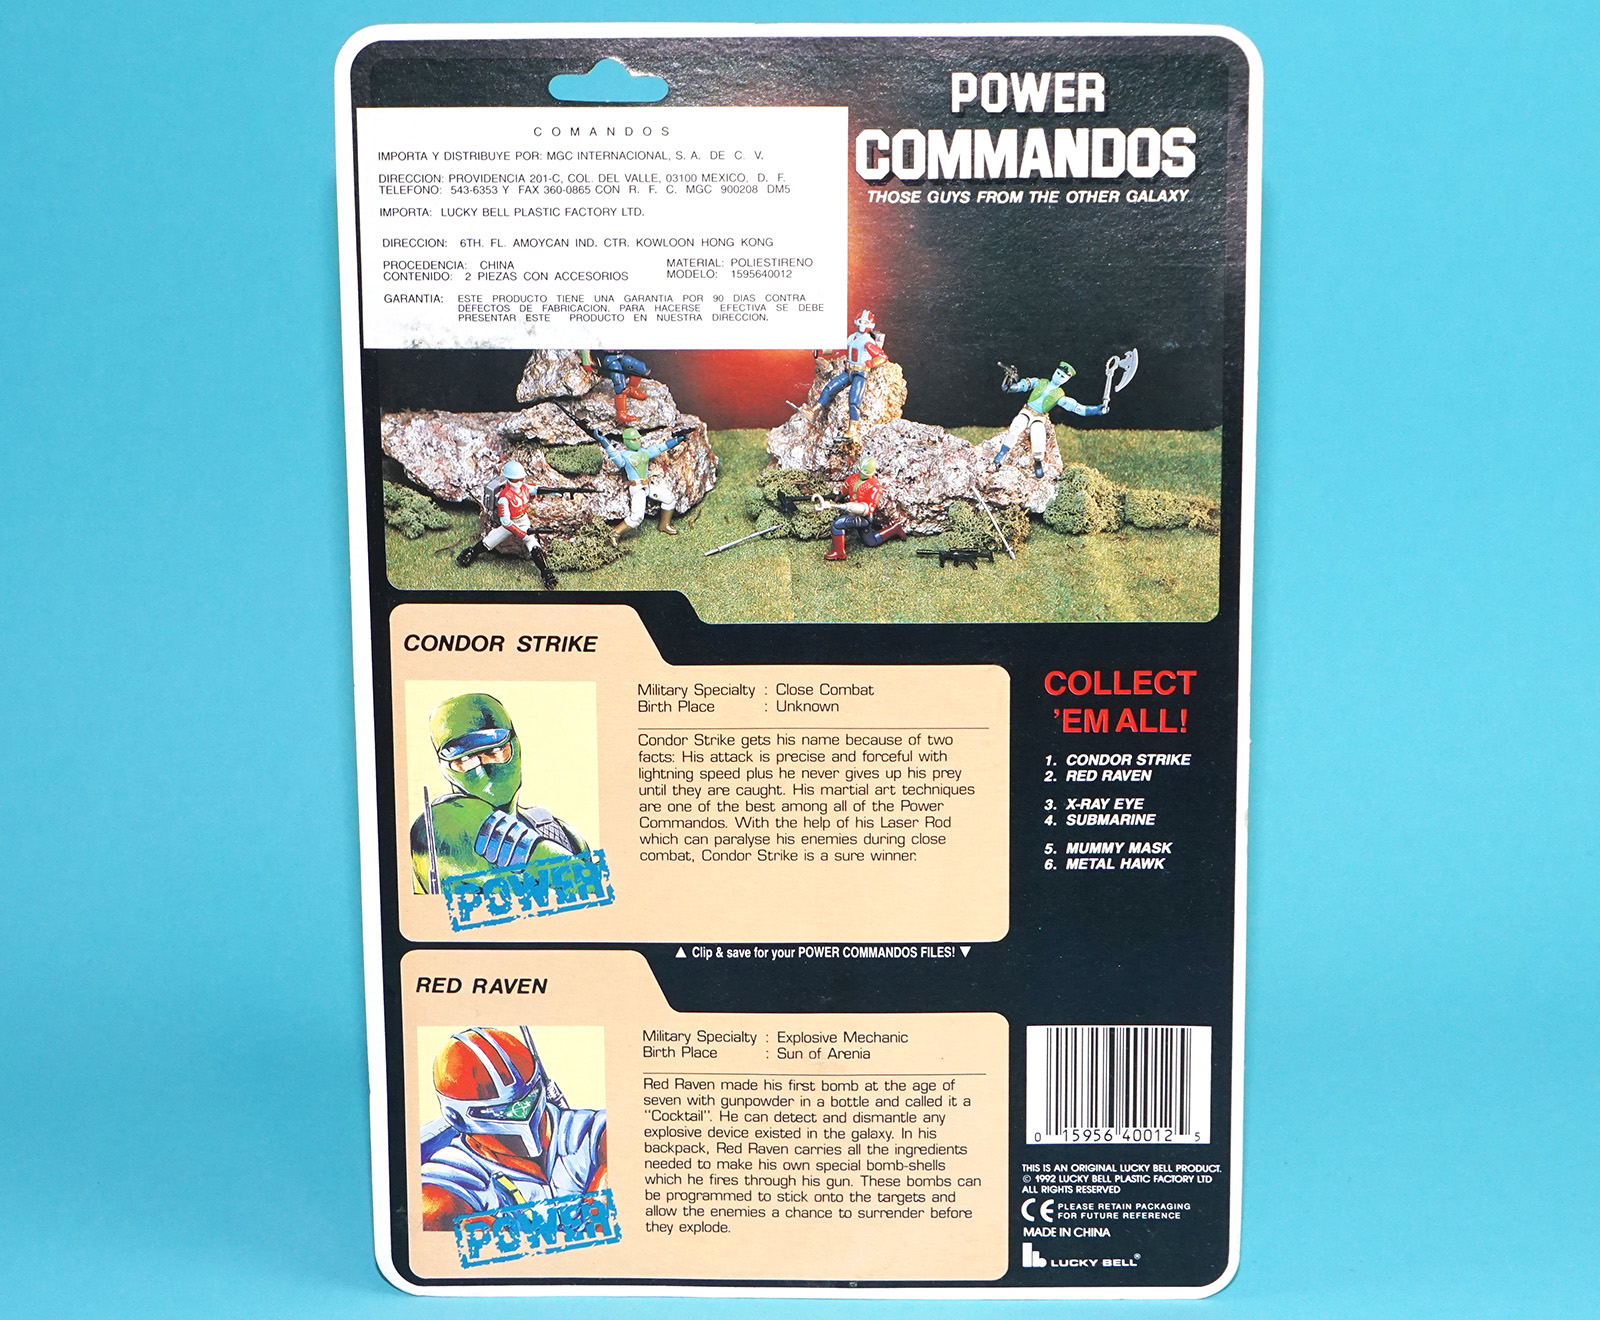 COMANDOS
IMPORTA Y DISTRIBUYE POR: MGC INTERNACIONAL, S. A. DE C. V.
DIRECCION: PROVIDENCIA 201-C, COL. DEL VALLE, 03100 MEXICO, D. F.
TELEFONO: 543-6353 Y FAX 360-0865 CON R. F. C. MGC 900208 DM5
IMPORTA: LUCKY BELL PLASTIC FACTORY LTD.
DIRECCION: 6TH. FL. AMOYCAN IND. CTR. KOWLOON HONG KONG
PROCEDENCIA: CHINA MATERIAL: POLIESTIRENO
CONTENIDO: 2 PIEZAS CON ACCESORIOS MODELO: 1595640012
GARANTIA: ESTE PRODUCTO TIENE UNA GARANTIA POR 90 DIAS CONTRA
DEFECTOS DE FABRICACION. PARA HACERSE EFECTIVA SE DEBE
PRESENTAR ESTE PRODUCTO EN NUESTRA DIRECCION.
POWER
COMMANDOS
THOSE GUYS FROM THE OTHER GALAXY
CONDOR STRIKE
Military Specialty : Close Combat
Birth Place : Unknown
Condor Strike gets his name because of two
facts: His attack is precise and forceful with
lightning speed plus he never gives up his prey
until they are caught. His martial art techniques
are one of the best among all of the Power
Commandos. With the help of his Laser Rod
which can paralyse his enemies during close
combat, Condor Strike is a sure winner.
POWER
COLLECT
'EM ALL!
1. CONDOR STRIKE
2. RED RAVEN
3. X-RAY EYE
4. SUBMARINE
5. MUMMY MASK
6. METAL HAWK
▲ Clip & save for your POWER COMMANDOS FILES! ▼
RED RAVEN
Military Specialty : Explosive Mechanic
Birth Place : Sun of Arenia
Red Raven made his first bomb at the age of
seven with gunpowder in a bottle and called it a
"Cocktail". He can detect and dismantle any
explosive device existed in the galaxy. In his
backpack, Red Raven carries all the ingredients
needed to make his own special bomb-shells
which he fires through his gun. These bombs can
be programmed to stick onto the targets and
allow the enemies a chance to surrender before
they explode.
POWER
0 15956 40012 5
THIS IS AN ORIGINAL LUCKY BELL PRODUCT.
© 1992 LUCKY BELL PLASTIC FACTORY LTD
ALL RIGHTS RESERVED
CE PLEASE RETAIN PACKAGING
FOR FUTURE REFERENCE
MADE IN CHINA
lb LUCKY BELL®